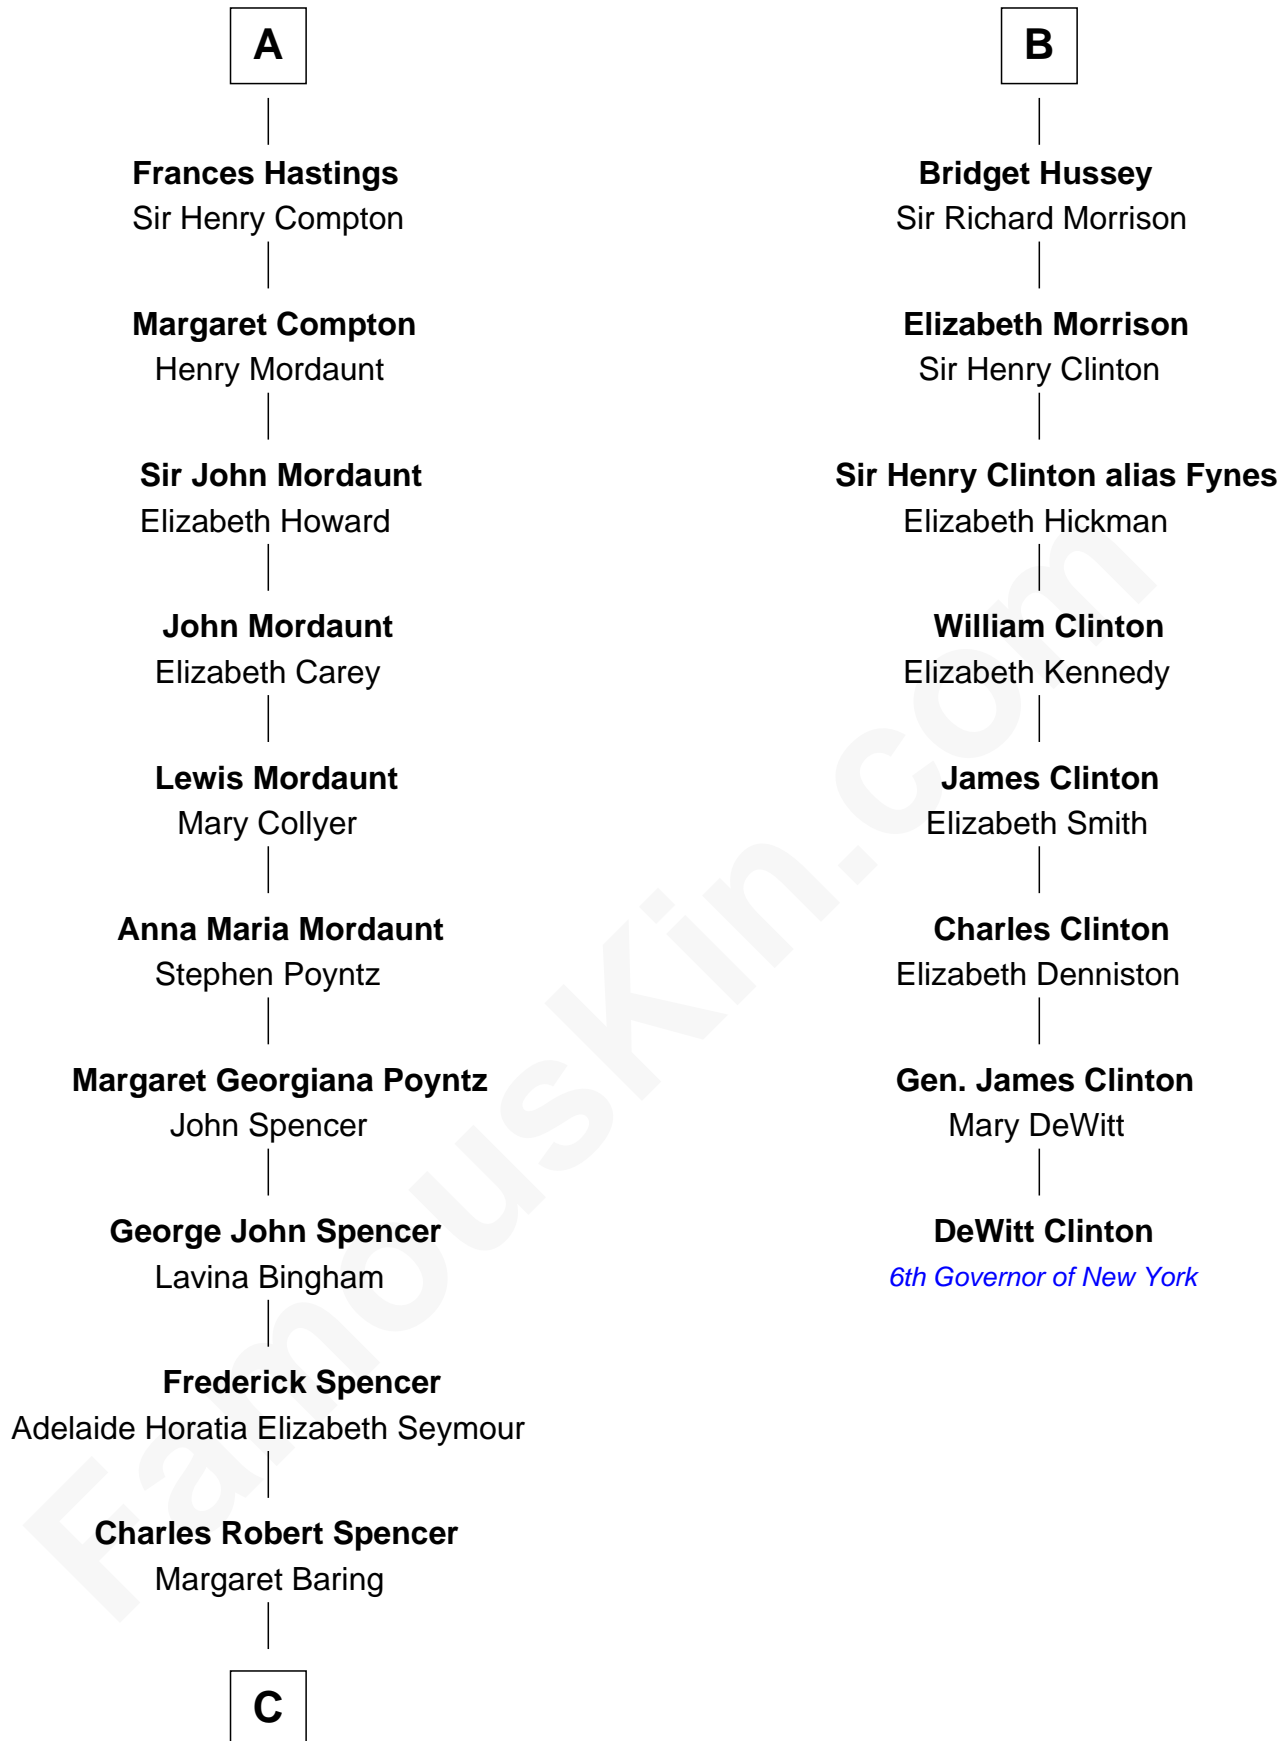 A
Frances Hastings
Sir Henry Compton
Margaret Compton
Henry Mordaunt
Sir John Mordaunt
Elizabeth Howard
John Mordaunt
Elizabeth Carey
Lewis Mordaunt
Mary Collyer
Anna Maria Mordaunt
Stephen Poyntz
Margaret Georgiana Poyntz
John Spencer
George John Spencer
Lavina Bingham
Frederick Spencer
Adelaide Horatia Elizabeth Seymour
Charles Robert Spencer
Margaret Baring
C
B
Bridget Hussey
Sir Richard Morrison
Elizabeth Morrison
Sir Henry Clinton
Sir Henry Clinton alias Fynes
Elizabeth Hickman
William Clinton
Elizabeth Kennedy
James Clinton
Elizabeth Smith
Charles Clinton
Elizabeth Denniston
Gen. James Clinton
Mary DeWitt
DeWitt Clinton
6th Governor of New York
FamousKin.com